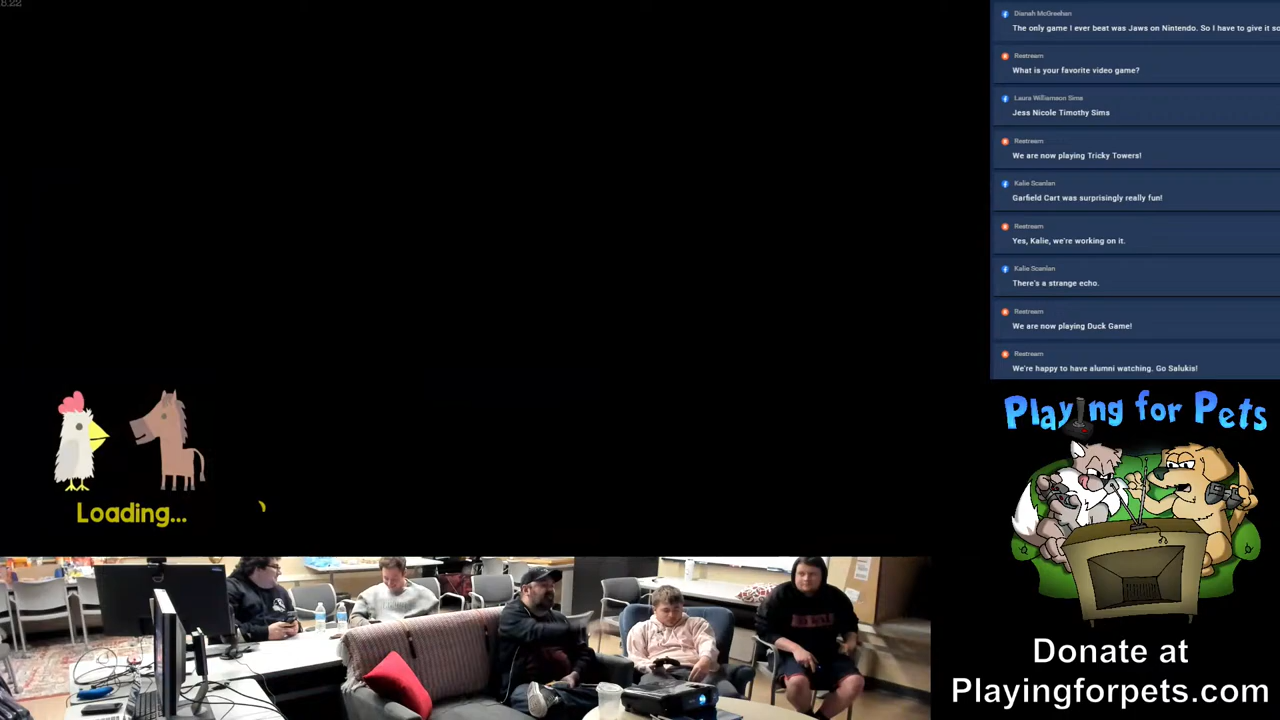 8.22
Dianah McGreehan
The only game I ever beat was Jaws on Nintendo. So I have to give it so
Restream
What is your favorite video game?
Laura Williamson Sims
Jess Nicole Timothy Sims
Restream
We are now playing Tricky Towers!
Kalie Scanlan
Garfield Cart was surprisingly really fun!
Restream
Yes, Kalie, we're working on it.
Kalie Scanlan
There's a strange echo.
Restream
We are now playing Duck Game!
Restream
We're happy to have alumni watching. Go Salukis!
Loading...
Playing for Pets
Donate at
Playingforpets.com